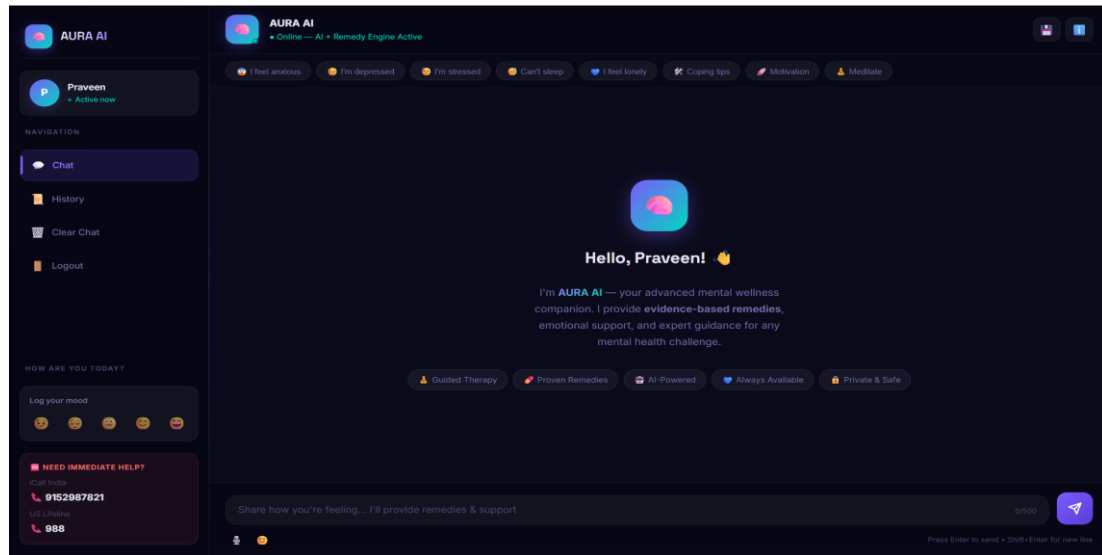 AURA AI
Praveen
P
Active now
NAVIGATION
Chat
History
Clear Chat
Logout
HOW ARE YOU TODAY?
Log your mood
NEED IMMEDIATE HELP?
iCall India
9152987821
US Lifeline
988
AURA AI
● Online — AI + Remedy Engine Active
I feel anxious
I'm depressed
I'm stressed
Can't sleep
I feel lonely
Coping tips
Motivation
Meditate
Hello, Praveen!
I'm AURA AI — your advanced mental wellness
companion. I provide evidence-based remedies,
emotional support, and expert guidance for any
mental health challenge.
Guided Therapy
Proven Remedies
AI-Powered
Always Available
Private & Safe
Share how you're feeling... I'll provide remedies & support
0/500
Press Enter to send • Shift+Enter for new line